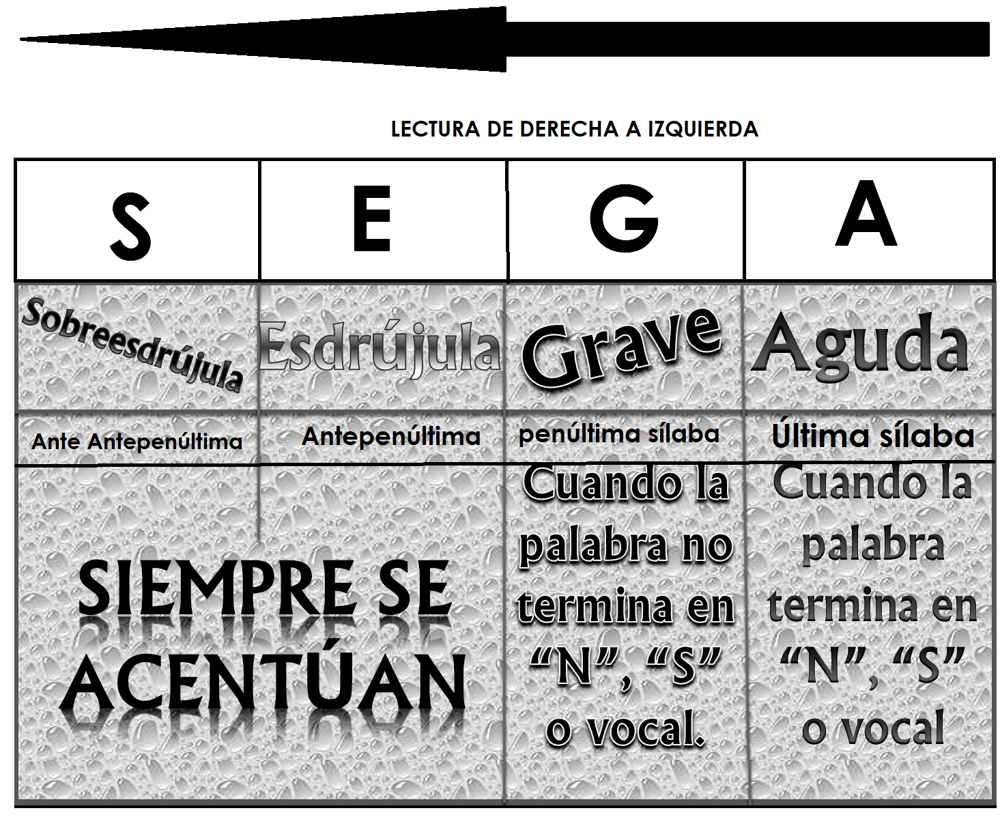 LECTURA DE DERECHA A IZQUIERDA
S E G A
Sobreesdrújula Esdrújula Grave Aguda
Ante Antepenúltima Antepenúltima penúltima sílaba Última sílaba
SIEMPRE SE
ACENTÚAN
Cuando la
palabra no
termina en
“N”, “S”
o vocal.
Cuando la
palabra
termina en
“N”, “S”
o vocal